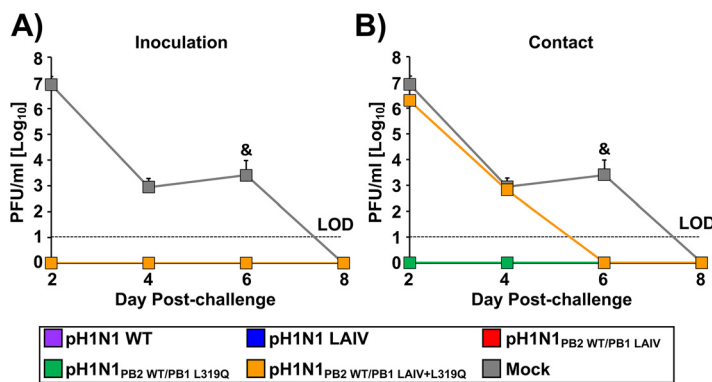 A)
Inoculation
PFU/ml [Log10]
8
7
6
5
4
3
2
1
0
&
LOD
2 4 6 8
Day Post-challenge
B)
Contact
PFU/ml [Log10]
8
7
6
5
4
3
2
1
0
&
LOD
2 4 6 8
Day Post-challenge
pH1N1 WT pH1N1 LAIV pH1N1PB2 WT/PB1 LAIV
pH1N1PB2 WT/PB1 L319Q pH1N1PB2 WT/PB1 LAIV+L319Q Mock